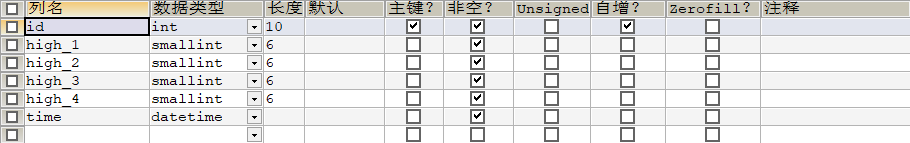 列名 数据类型 长度 默认 主键？ 非空？ Unsigned 自增？ Zerofill？ 注释
id int 10
high_1 smallint 6
high_2 smallint 6
high_3 smallint 6
high_4 smallint 6
time datetime